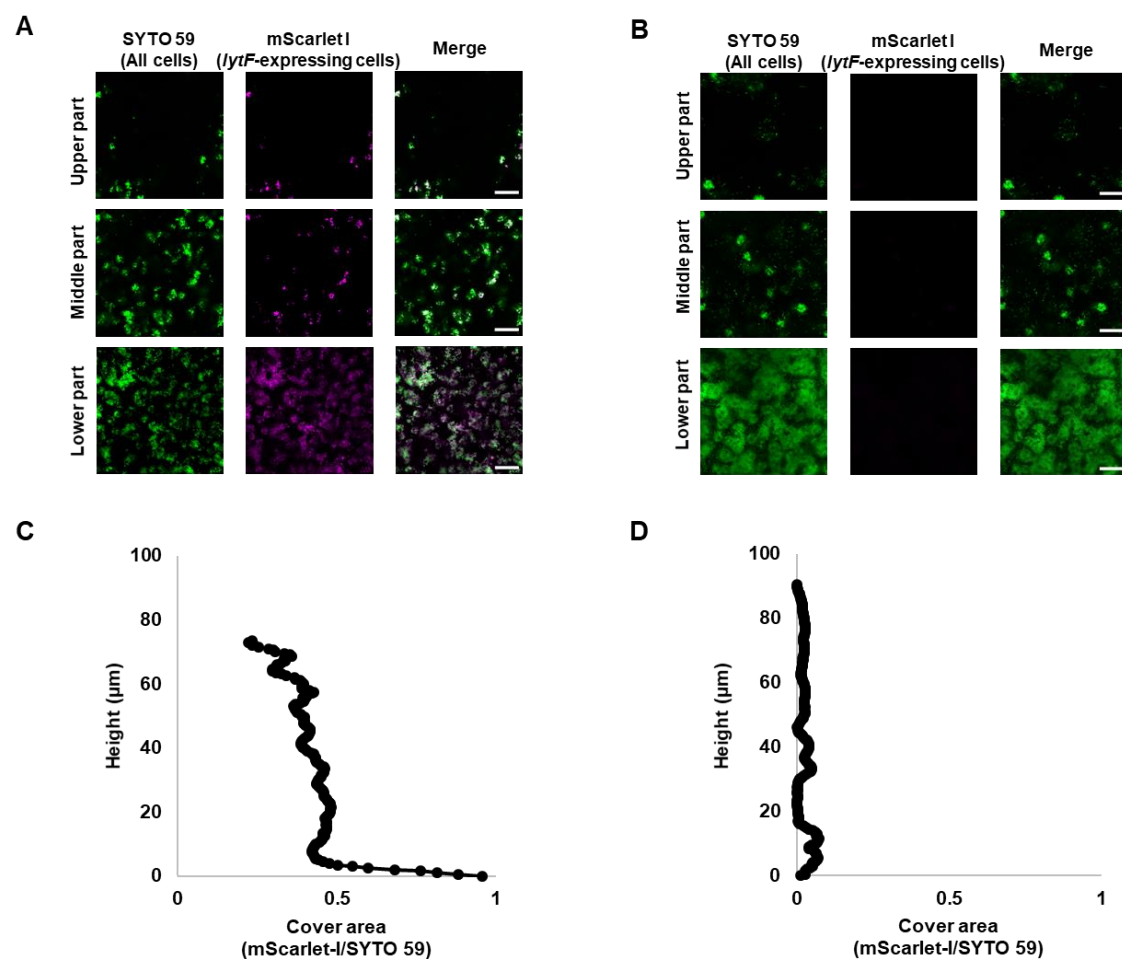 A
SYTO 59
(All cells)
mScarlet I
(lytF-expressing cells)
Merge
Upper part
Middle part
Lower part
B
SYTO 59
(All cells)
mScarlet I
(lytF-expressing cells)
Merge
Upper part
Middle part
Lower part
C
100
80
60
40
20
0
Height (µm)
0
0.5
1
Cover area
(mScarlet-I/SYTO 59)
D
100
80
60
40
20
0
Height (µm)
0
0.5
1
Cover area
(mScarlet-I/SYTO 59)